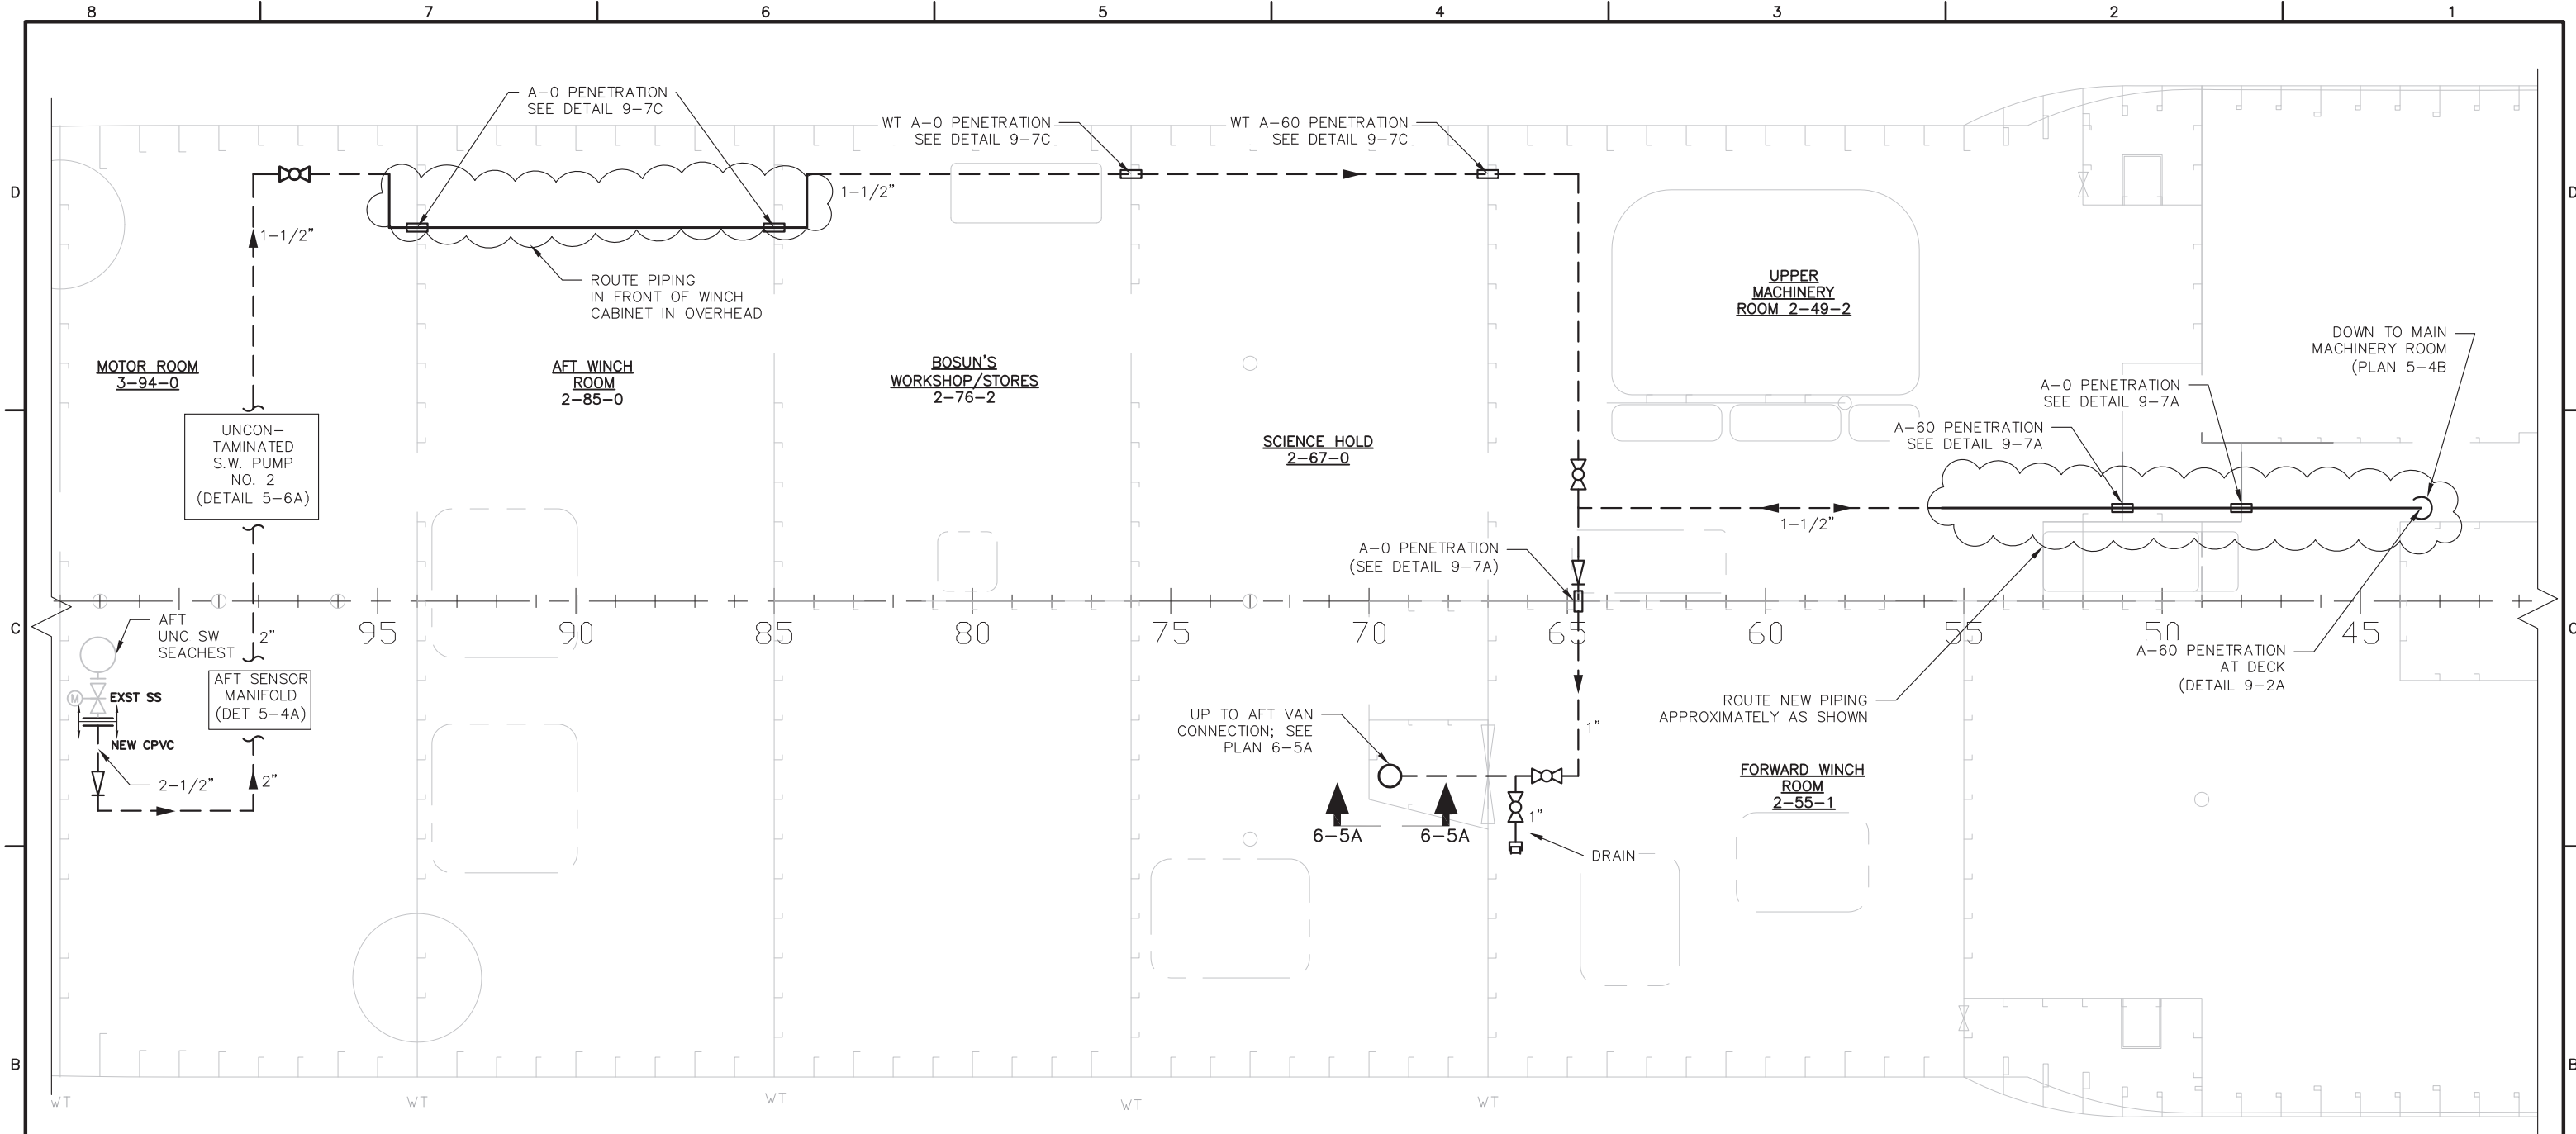 8 7 6 5 4 3 2 1
A-0 PENETRATION
SEE DETAIL 9-7C
WT A-0 PENETRATION
SEE DETAIL 9-7C
WT A-60 PENETRATION
SEE DETAIL 9-7C
D
D
1-1/2"
1-1/2"
ROUTE PIPING
IN FRONT OF WINCH
CABINET IN OVERHEAD
UPPER
MACHINERY
ROOM 2-49-2
DOWN TO MAIN
MACHINERY ROOM
(PLAN 5-4B
MOTOR ROOM
3-94-0
AFT WINCH
ROOM
2-85-0
BOSUN'S
WORKSHOP/STORES
2-76-2
A-0 PENETRATION
SEE DETAIL 9-7A
A-60 PENETRATION
SEE DETAIL 9-7A
UNCON-
TAMINATED
S.W. PUMP
NO. 2
(DETAIL 5-6A)
SCIENCE HOLD
2-67-0
1-1/2"
A-0 PENETRATION
(SEE DETAIL 9-7A)
C
C
AFT
UNC SW
SEACHEST
2"
95 90 85 80 75 70 65 60 55 50 45
A-60 PENETRATION
AT DECK
(DETAIL 9-2A
M
EXST SS
AFT SENSOR
MANIFOLD
(DET 5-4A)
ROUTE NEW PIPING
APPROXIMATELY AS SHOWN
UP TO AFT VAN
CONNECTION; SEE
PLAN 6-5A
1"
NEW CPVC
2-1/2"
2"
FORWARD WINCH
ROOM
2-55-1
1"
6-5A
6-5A
DRAIN
B
B
WT WT WT WT WT